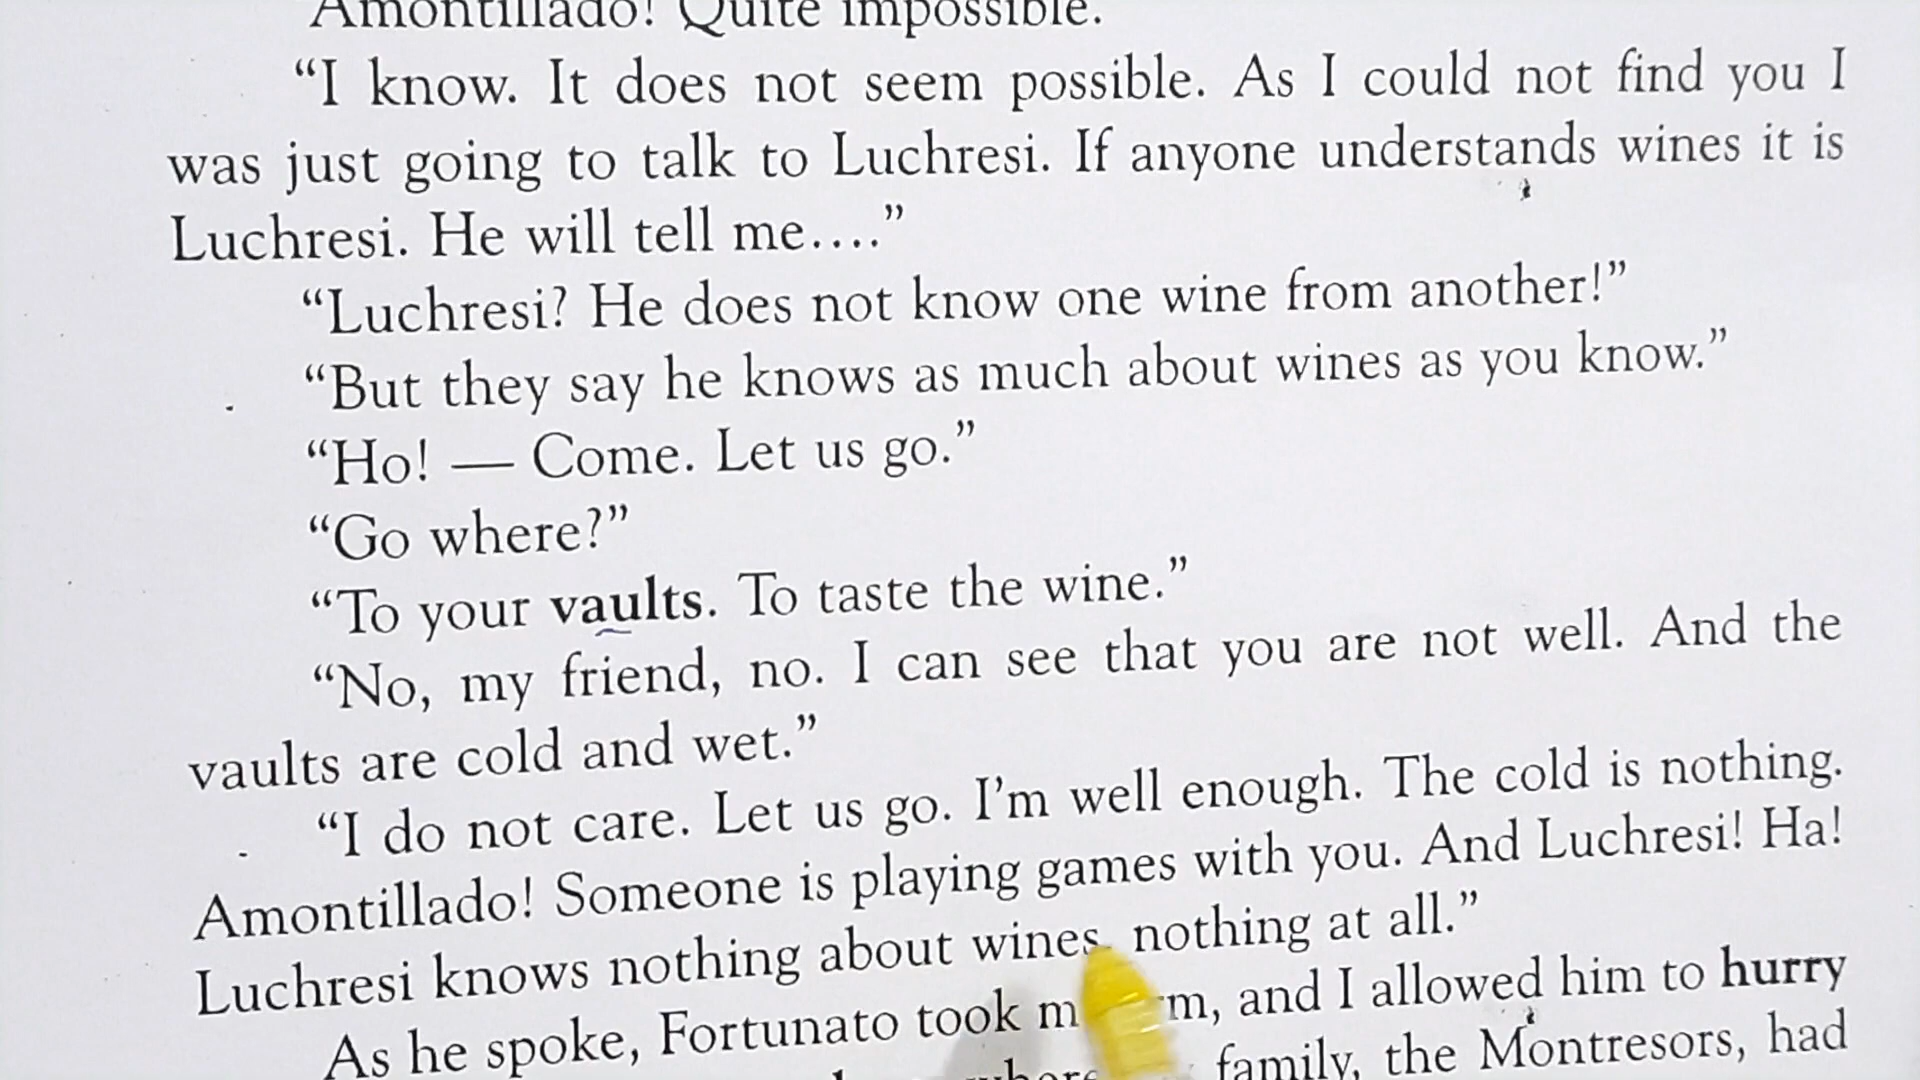 Amontillado! Quite impossible.
“I know. It does not seem possible. As I could not find you I
was just going to talk to Luchresi. If anyone understands wines it is
Luchresi. He will tell me....”
“Luchresi? He does not know one wine from another!”
“But they say he knows as much about wines as you know.”
“Ho! — Come. Let us go.”
“Go where?”
“To your vaults. To taste the wine.”
“No, my friend, no. I can see that you are not well. And the
vaults are cold and wet.”
“I do not care. Let us go. I’m well enough. The cold is nothing.
Amontillado! Someone is playing games with you. And Luchresi! Ha!
Luchresi knows nothing about wines, nothing at all.”
As he spoke, Fortunato took and I allowed him to hurry
family, the Montresors, had